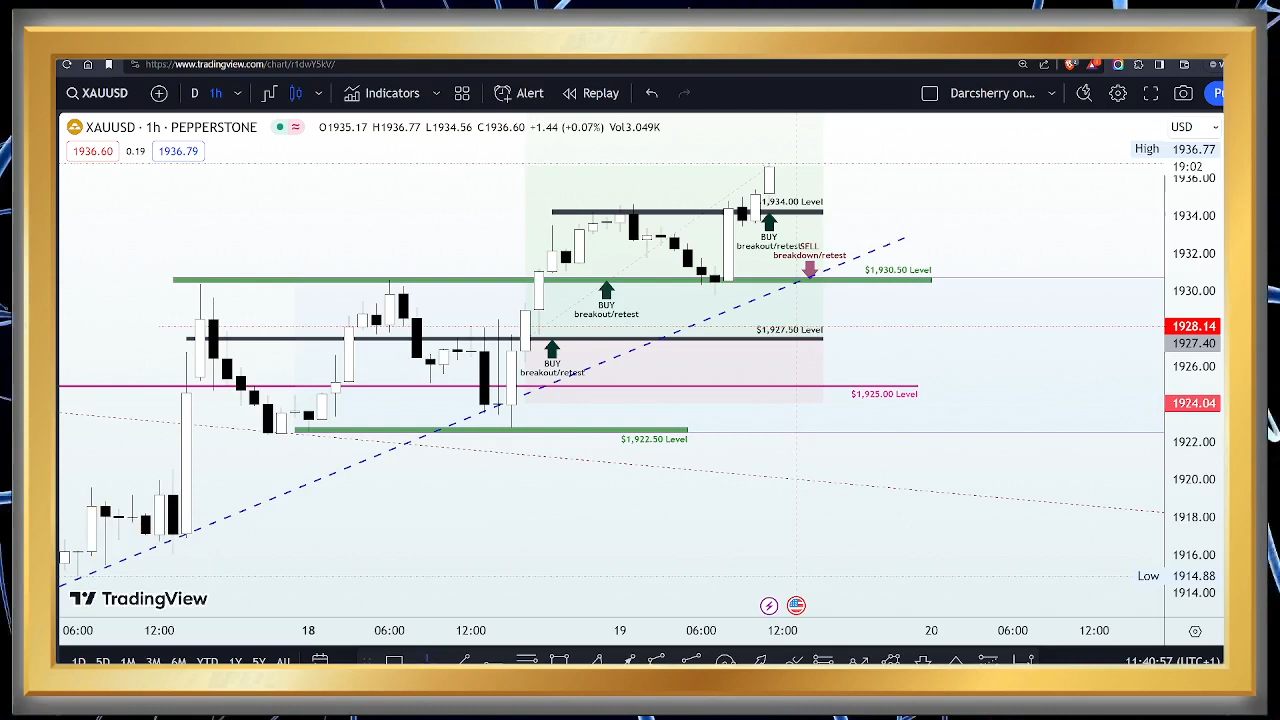 https://www.tradingview.com/chart/r1dwY5kV/
XAUUSD D 1h Indicators Alert Replay Darcsherry on...
XAUUSD · 1h · PEPPERSTONE O1935.17 H1936.77 L1934.56 C1936.60 +1.44 (+0.07%) Vol3.049K USD
1936.60 0.19 1936.79
High 1936.77
19:02
1936.00
1,934.00 Level
1934.00
BUY
breakout/retest
SELL
breakdown/retest
1932.00
$1,930.50 Level
1930.00
BUY
breakout/retest
$1,927.50 Level
1928.14
1927.40
BUY
breakout/retest
1926.00
$1,925.00 Level
1924.04
$1,922.50 Level
1922.00
1920.00
1918.00
1916.00
Low 1914.88
1914.00
TradingView
06:00 12:00 18 06:00 12:00 19 06:00 12:00 20 06:00 12:00
1D 5D 1M 3M 6M YTD 1Y 5Y All 11:40:57 (UTC+1)